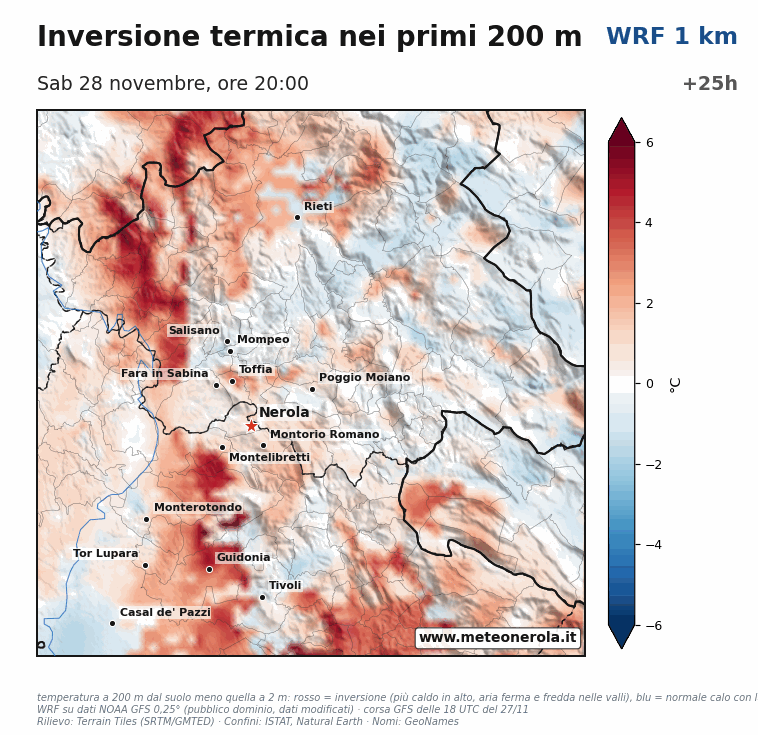 Inversione termica nei primi 200 m WRF 1 km
Sab 28 novembre, ore 20:00 +25h
Rieti
Salisano
Mompeo
Fara in Sabina
Toffia
Poggio Moiano
Nerola
Montorio Romano
Montelibretti
Monterotondo
Tor Lupara
Guidonia
Tivoli
Casal de' Pazzi
www.meteonerola.it
6
4
2
0
−2
−4
−6
°C
temperatura a 200 m dal suolo meno quella a 2 m: rosso = inversione (più caldo in alto, aria ferma e fredda nelle valli), blu = normale calo con l
WRF su dati NOAA GFS 0,25° (pubblico dominio, dati modificati) · corsa GFS delle 18 UTC del 27/11
Rilievo: Terrain Tiles (SRTM/GMTED) · Confini: ISTAT, Natural Earth · Nomi: GeoNames